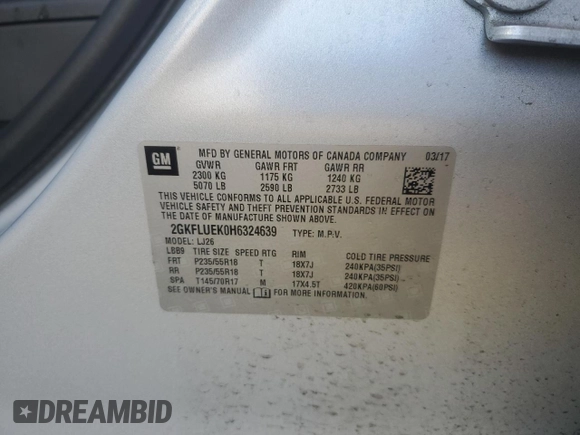 GM
MFD BY GENERAL MOTORS OF CANADA COMPANY 03/17
GVWR GAWR FRT GAWR RR
2300 KG 1175 KG 1240 KG
5070 LB 2590 LB 2733 LB
THIS VEHICLE CONFORMS TO ALL APPLICABLE U.S. FEDERAL MOTOR
VEHICLE SAFETY AND THEFT PREVENTION STANDARDS IN EFFECT ON
THE DATE OF MANUFACTURE SHOWN ABOVE.
2GKFLUEK0H6324639 TYPE: M.P.V.
MODEL: LJ26
LBB9 TIRE SIZE SPEED RTG RIM COLD TIRE PRESSURE
FRT P235/55R18 T 18X7J 240KPA(35PSI)
RR P235/55R18 T 18X7J 240KPA(35PSI)
SPA T145/70R17 M 17X4.5T 420KPA(60PSI)
SEE OWNER'S MANUAL FOR MORE INFORMATION.
DREAMBID